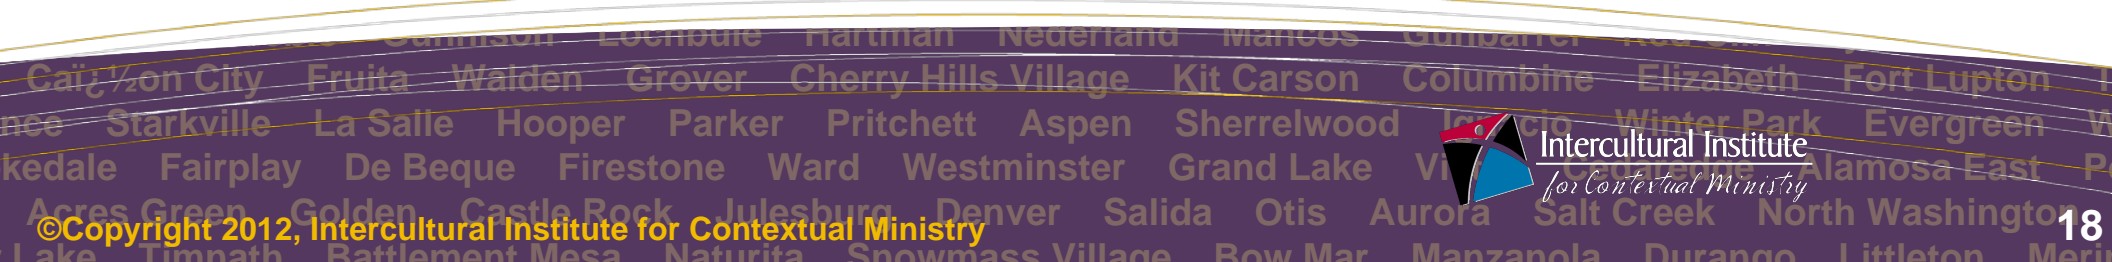 Gunnison Lochbuie Hartman Nederland Mancos Gunbarrel
Caï¿½on City Fruita Walden Grover Cherry Hills Village Kit Carson Columbine Elizabeth Fort Lupton
Starkville La Salle Hooper Parker Pritchett Aspen Sherrelwood Ignacio Winter Park Evergreen
Intercultural Institute
for Contextual Ministry
kedale Fairplay De Beque Firestone Ward Westminster Grand Lake Cedaredge Alamosa East
Acres Green Golden Castle Rock Julesburg Denver Salida Otis Aurora Salt Creek North Washington
©Copyright 2012, Intercultural Institute for Contextual Ministry
18
Lake Timnath Battlement Mesa Naturita Snowmass Village Bow Mar Manzanola Durango Littleton